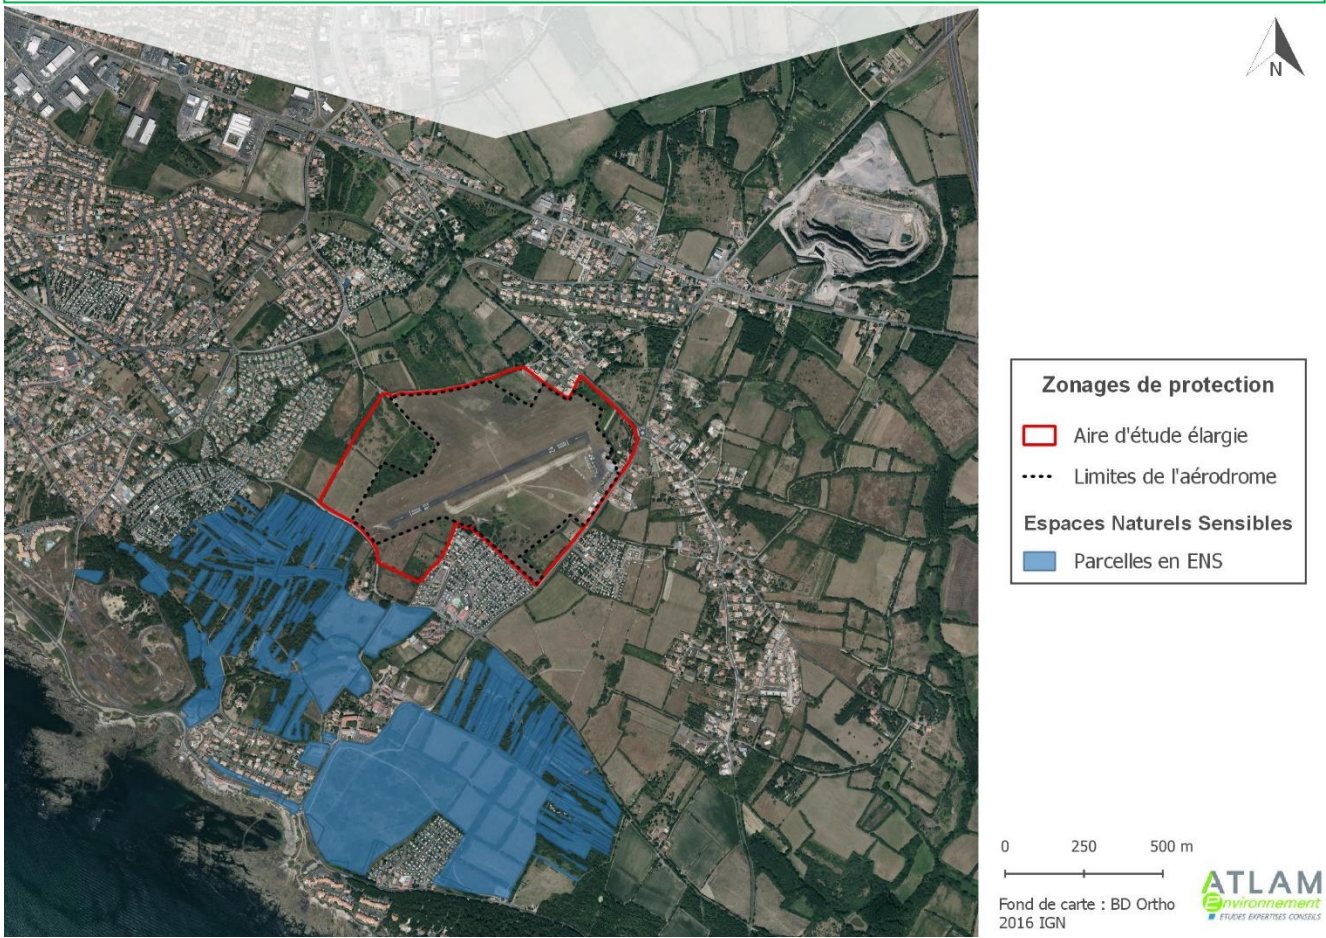 N
Zonages de protection
Aire d'étude élargie
Limites de l'aérodrome
Espaces Naturels Sensibles
Parcelles en ENS
0 250 500 m
Fond de carte : BD Ortho
2016 IGN
ATLAM
Environnement
ETUDES EXPERTISES CONSEILS